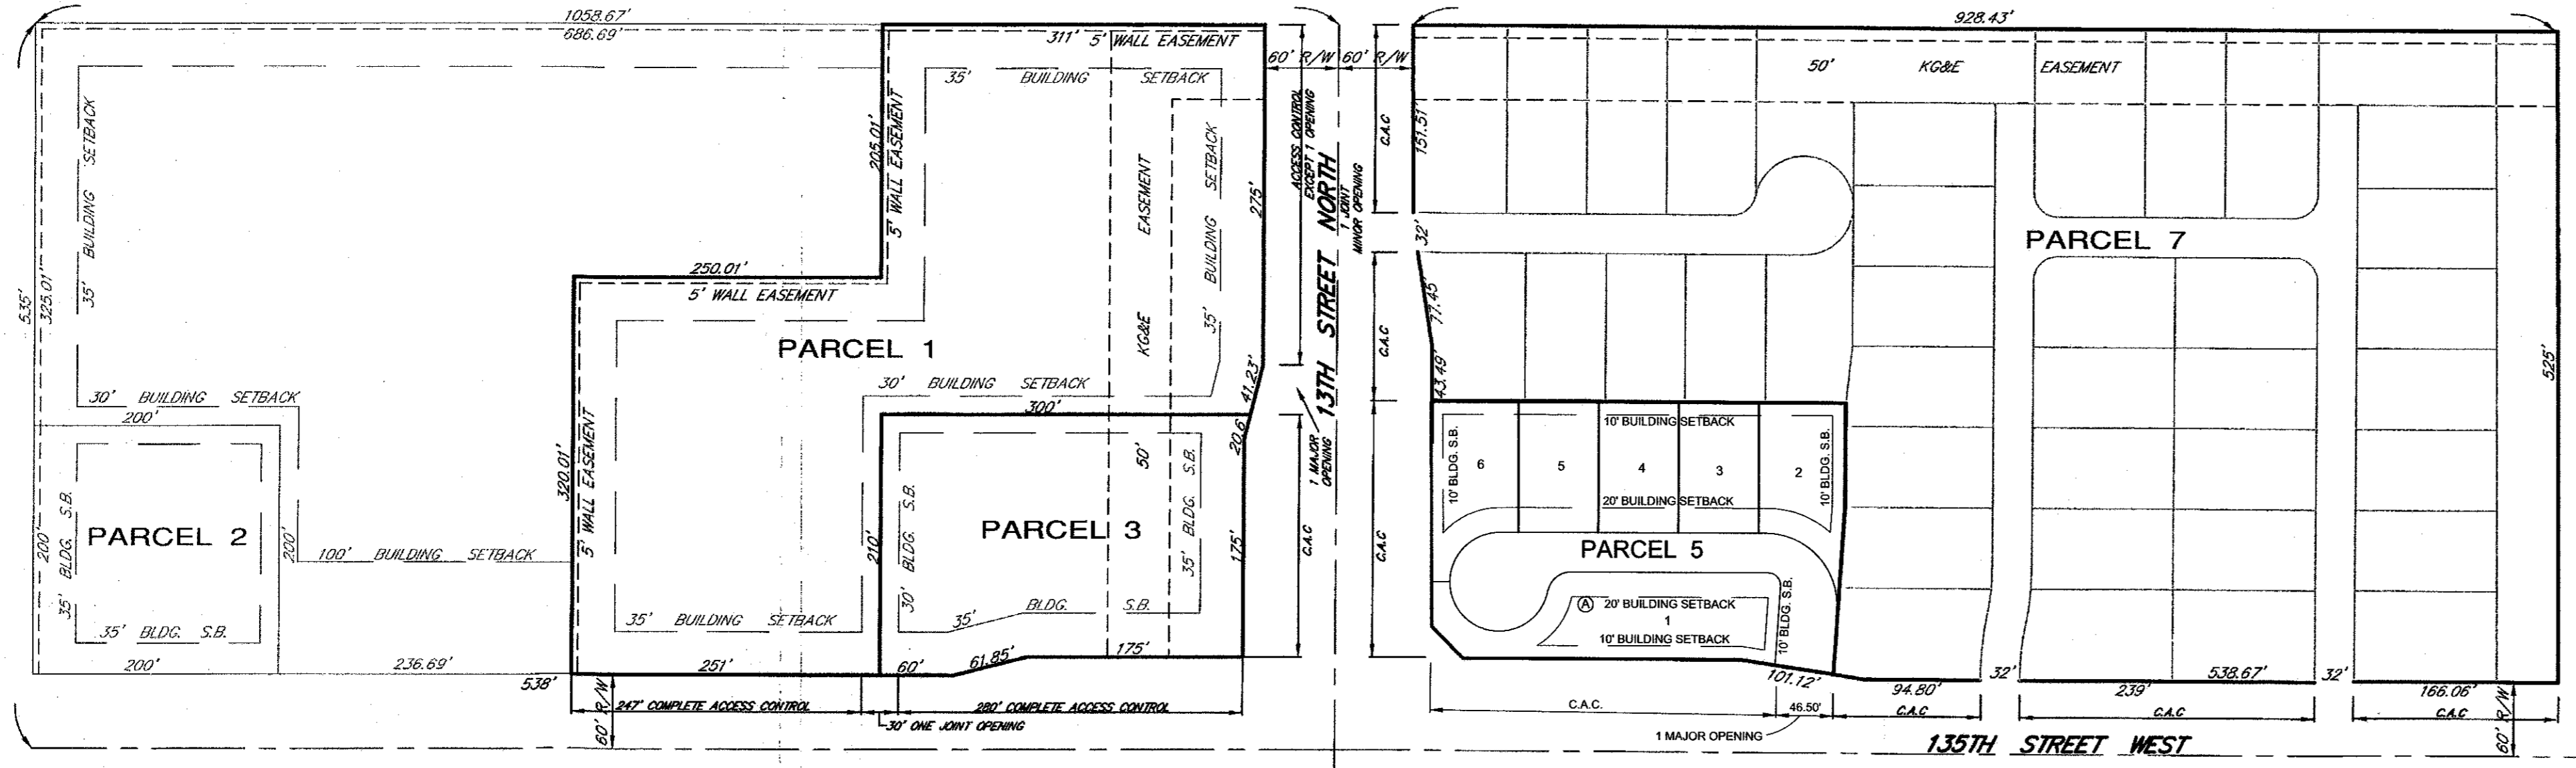 1058.67'
686.69'
311' 5' WALL EASEMENT
928.43'
60' R/W
60' R/W
50' KG&E EASEMENT
35' BUILDING SETBACK
35' BUILDING SETBACK
205.01'
5' WALL EASEMENT
KG&E EASEMENT
50'
35' BUILDING SETBACK
275'
ACCESS CONTROL
EXCEPT 1 OPENING
13TH STREET NORTH
1 JOINT
MINOR OPENING
C.A.C
151.51'
32'
PARCEL 7
535'
325.01'
250.01'
5' WALL EASEMENT
PARCEL 1
77.45'
C.A.C
43.49'
525'
30' BUILDING SETBACK
200'
30' BUILDING SETBACK
300'
41.23'
20.6
1 MAJOR
OPENING
320.01'
5' WALL EASEMENT
10' BUILDING SETBACK
10' BLDG. S.B.
6
5
4
3
2
10' BLDG. S.B.
20' BUILDING SETBACK
200'
35' BLDG. S.B.
PARCEL 2
200'
100' BUILDING SETBACK
210'
30' BLDG. S.B.
PARCEL 3
35' BLDG. S.B.
175'
C.A.C
C.A.C
PARCEL 5
35' BLDG. S.B.
35' BUILDING SETBACK
35' BLDG. S.B.
A
20' BUILDING SETBACK
1
10' BUILDING SETBACK
10' BLDG. S.B.
200'
236.69'
538'
251'
60'
61.85'
175'
101.12'
94.80'
32'
239'
538.67'
32'
166.06'
60' R/W
247' COMPLETE ACCESS CONTROL
280' COMPLETE ACCESS CONTROL
30' ONE JOINT OPENING
C.A.C.
46.50'
C.A.C
C.A.C
C.A.C
60' R/W
1 MAJOR OPENING
135TH STREET WEST